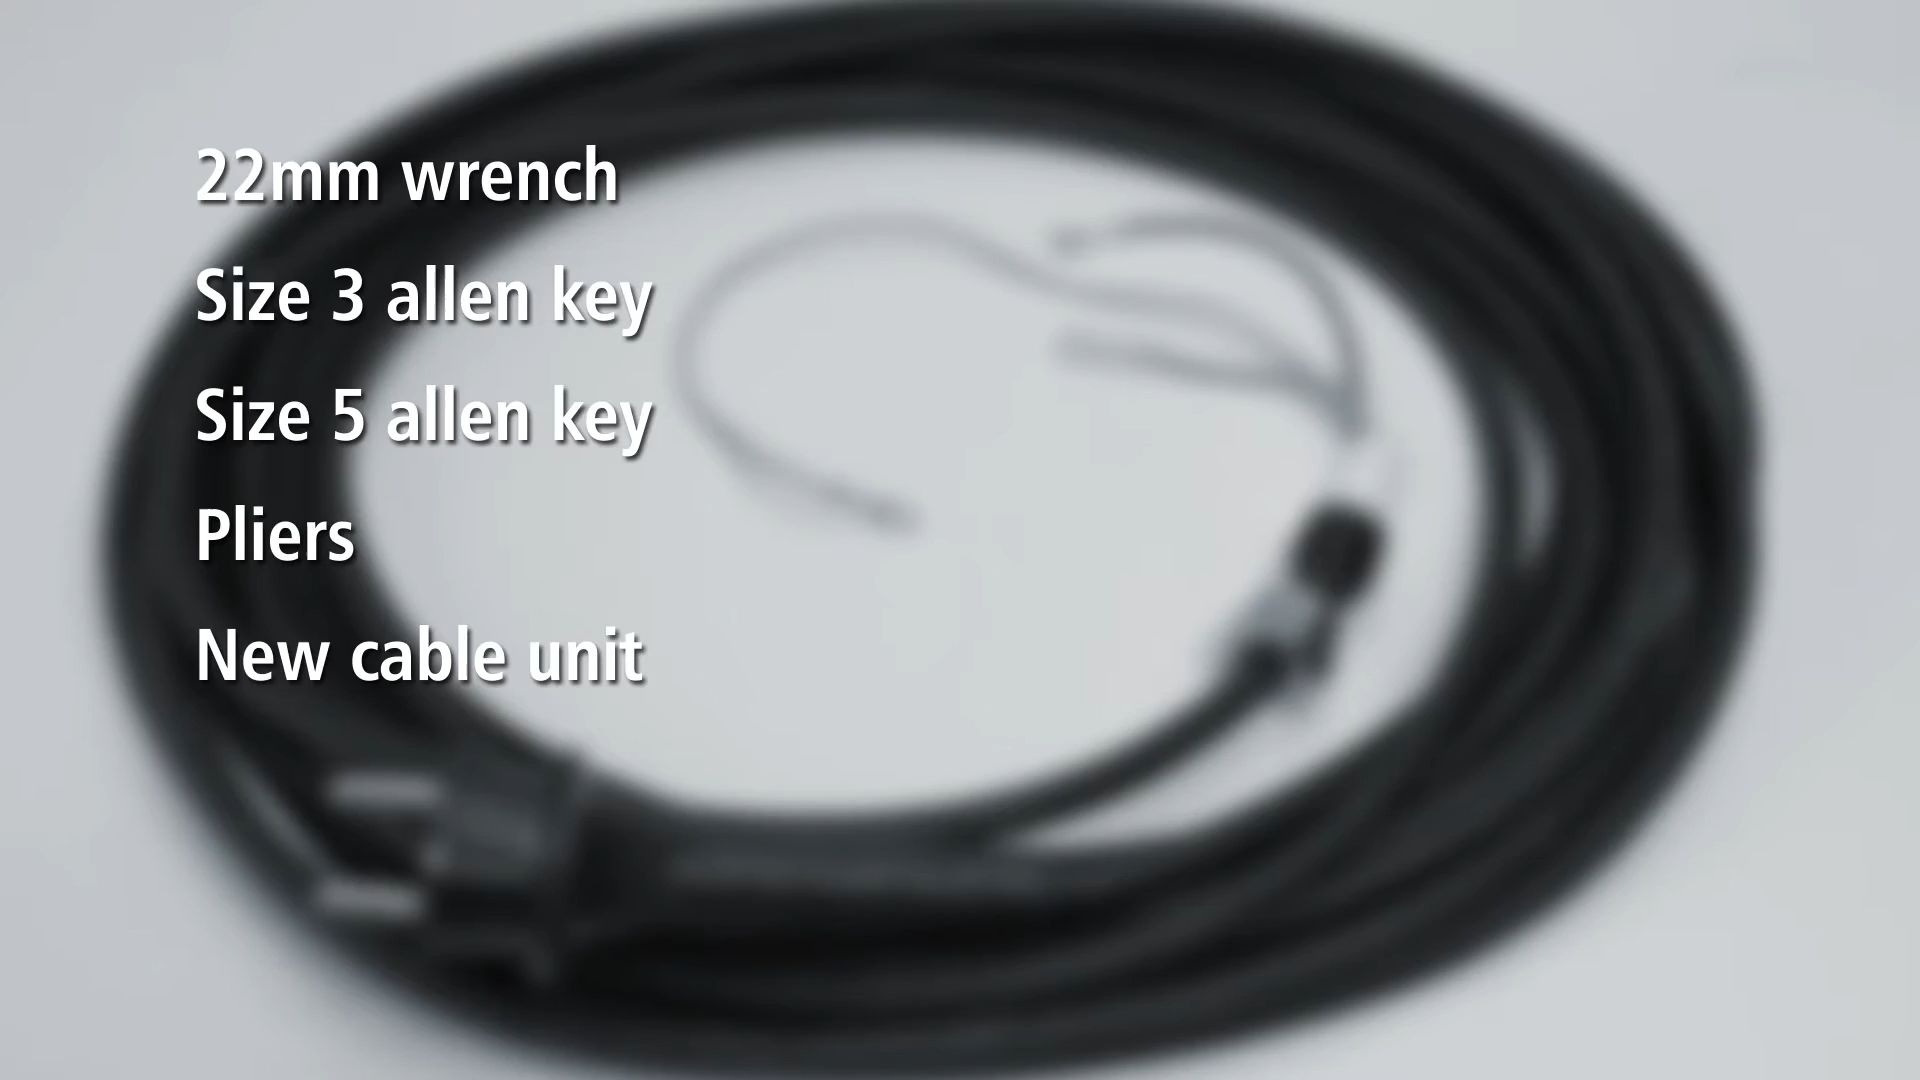 22mm wrench
Size 3 allen key
Size 5 allen key
Pliers
New cable unit